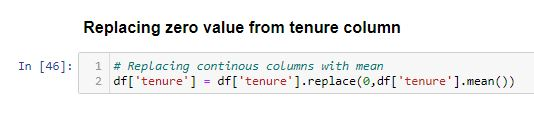 Replacing zero value from tenure column
In [46]:
1 # Replacing continous columns with mean
2 df['tenure'] = df['tenure'].replace(0,df['tenure'].mean())